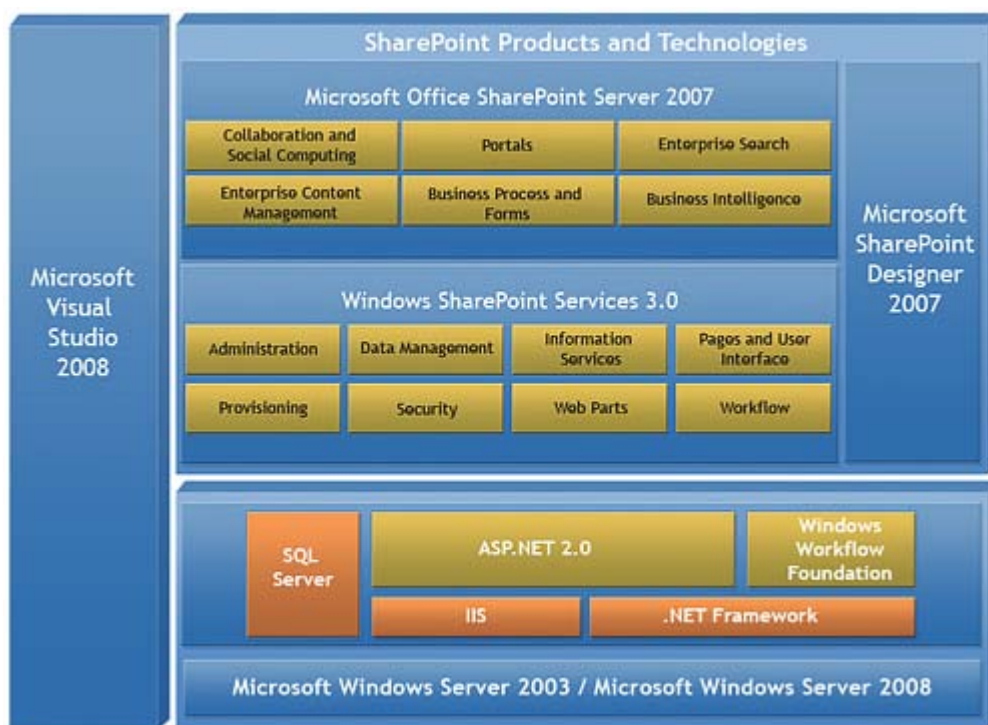 Microsoft
Visual
Studio
2008
SharePoint Products and Technologies
Microsoft Office SharePoint Server 2007
Collaboration and
Social Computing
Portals
Enterprise Search
Enterprise Content
Management
Business Process and
Forms
Business Intelligence
Windows SharePoint Services 3.0
Administration
Data Management
Information
Services
Pages and User
Interface
Provisioning
Security
Web Parts
Workflow
Microsoft
SharePoint
Designer
2007
SQL
Server
ASP.NET 2.0
Windows
Workflow
Foundation
IIS
.NET Framework
Microsoft Windows Server 2003 / Microsoft Windows Server 2008